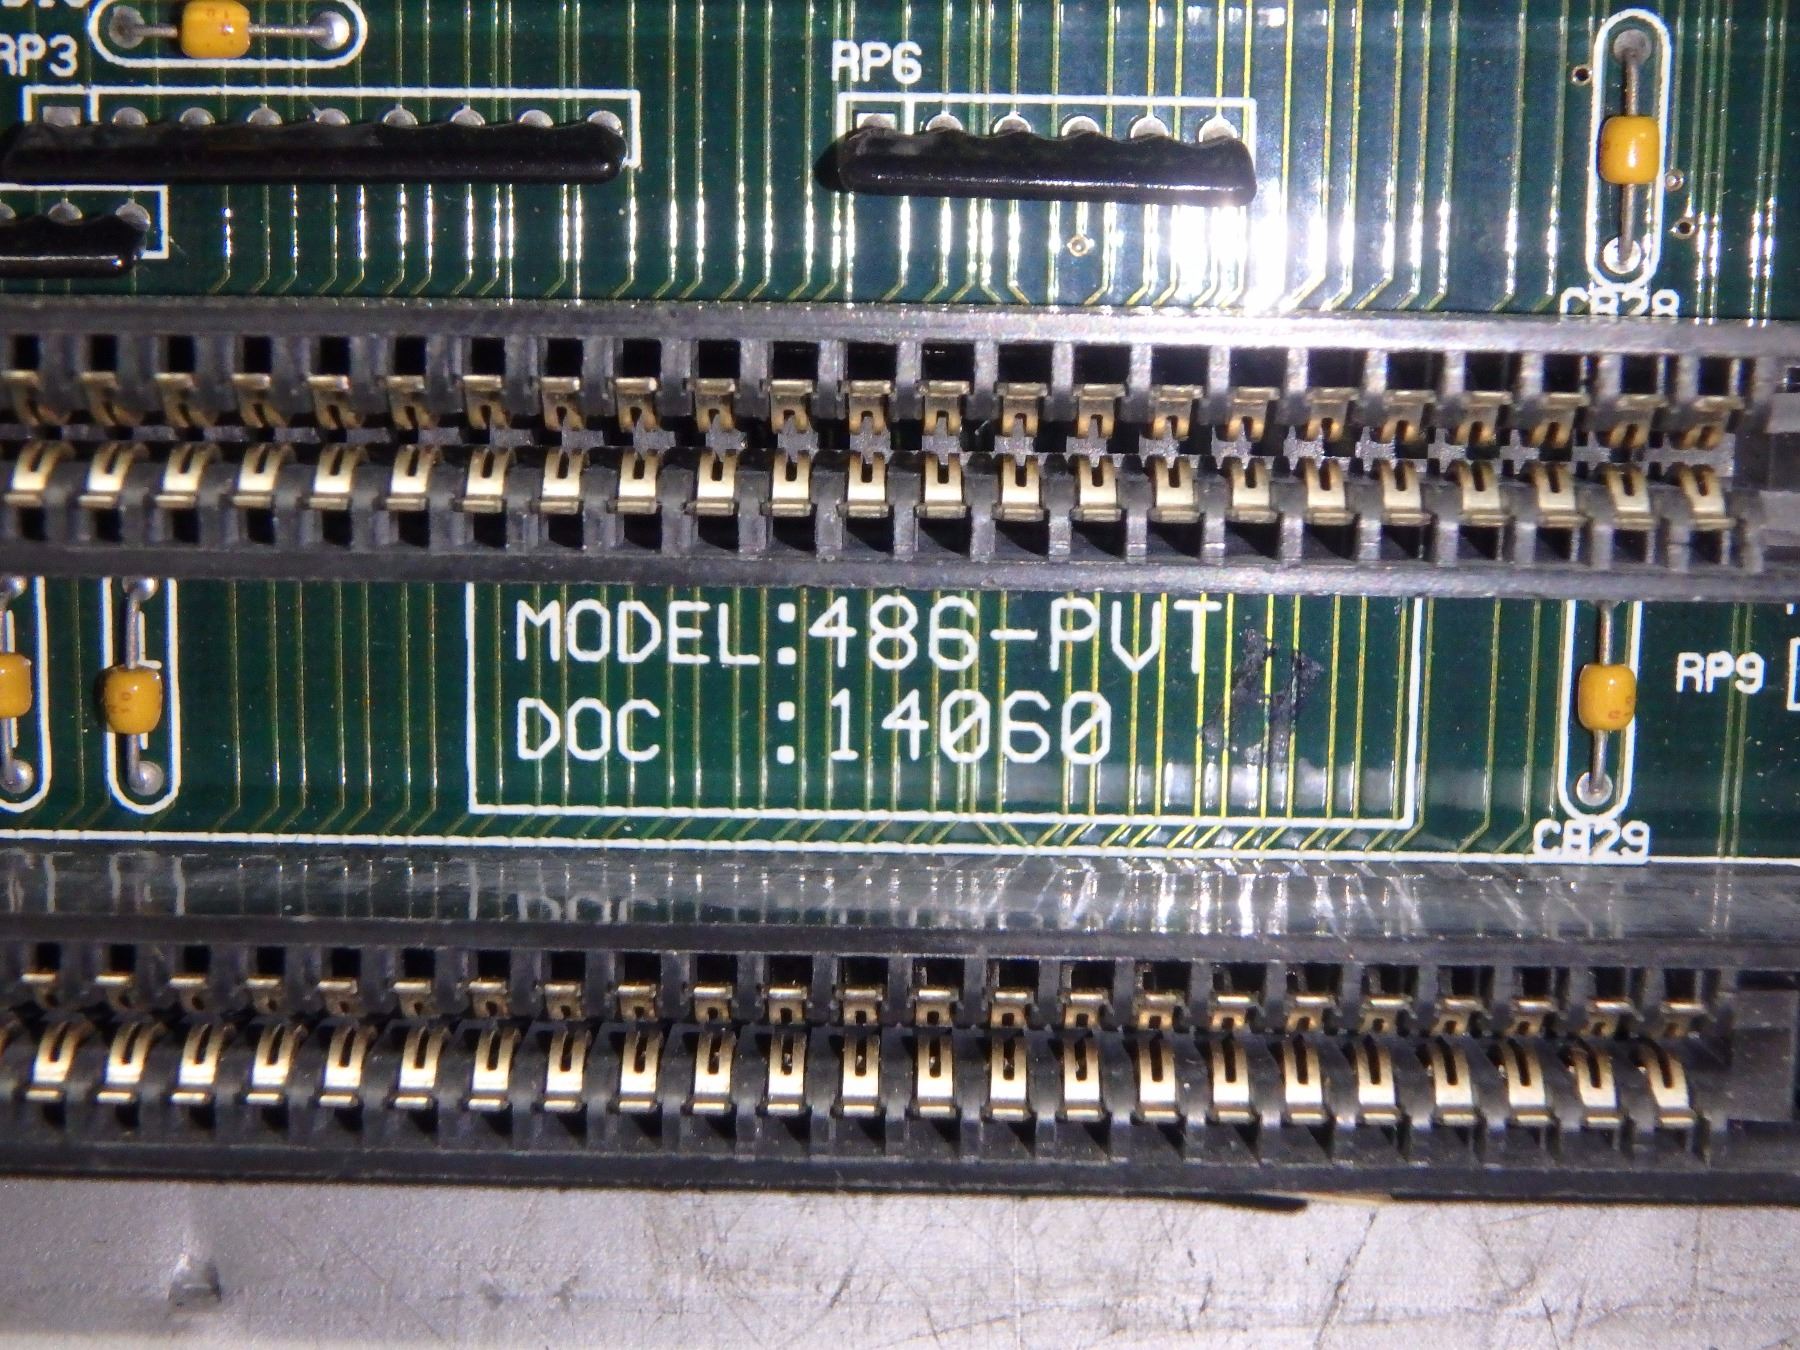 RP3
RP6
CB28
MODEL:486-PVT
DOC :14060
RP9
CB29